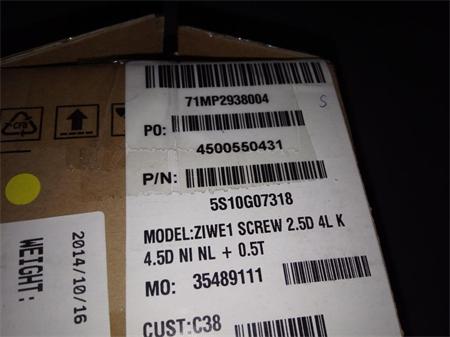 71MP2938004
S
PO:
4500550431
P/N:
5S10G07318
MODEL:ZIWE1 SCREW 2.5D 4L K
4.5D NI NL + 0.5T
MO: 35489111
CUST:C38
2014/10/16
WEIGHT: